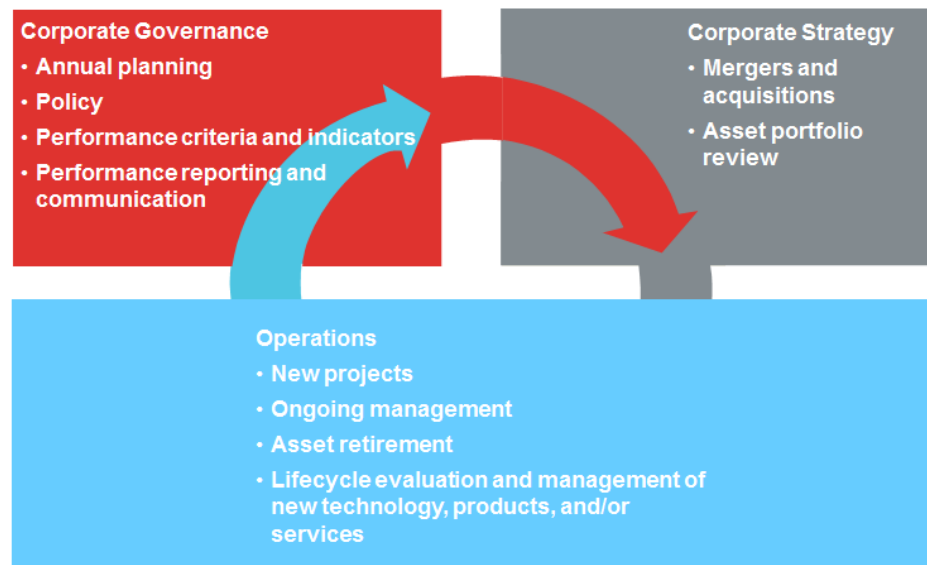 Corporate Governance
• Annual planning
• Policy
• Performance criteria and indicators
• Performance reporting and
communication
Corporate Strategy
• Mergers and
acquisitions
• Asset portfolio
review
Operations
• New projects
• Ongoing management
• Asset retirement
• Lifecycle evaluation and management of
new technology, products, and/or
services